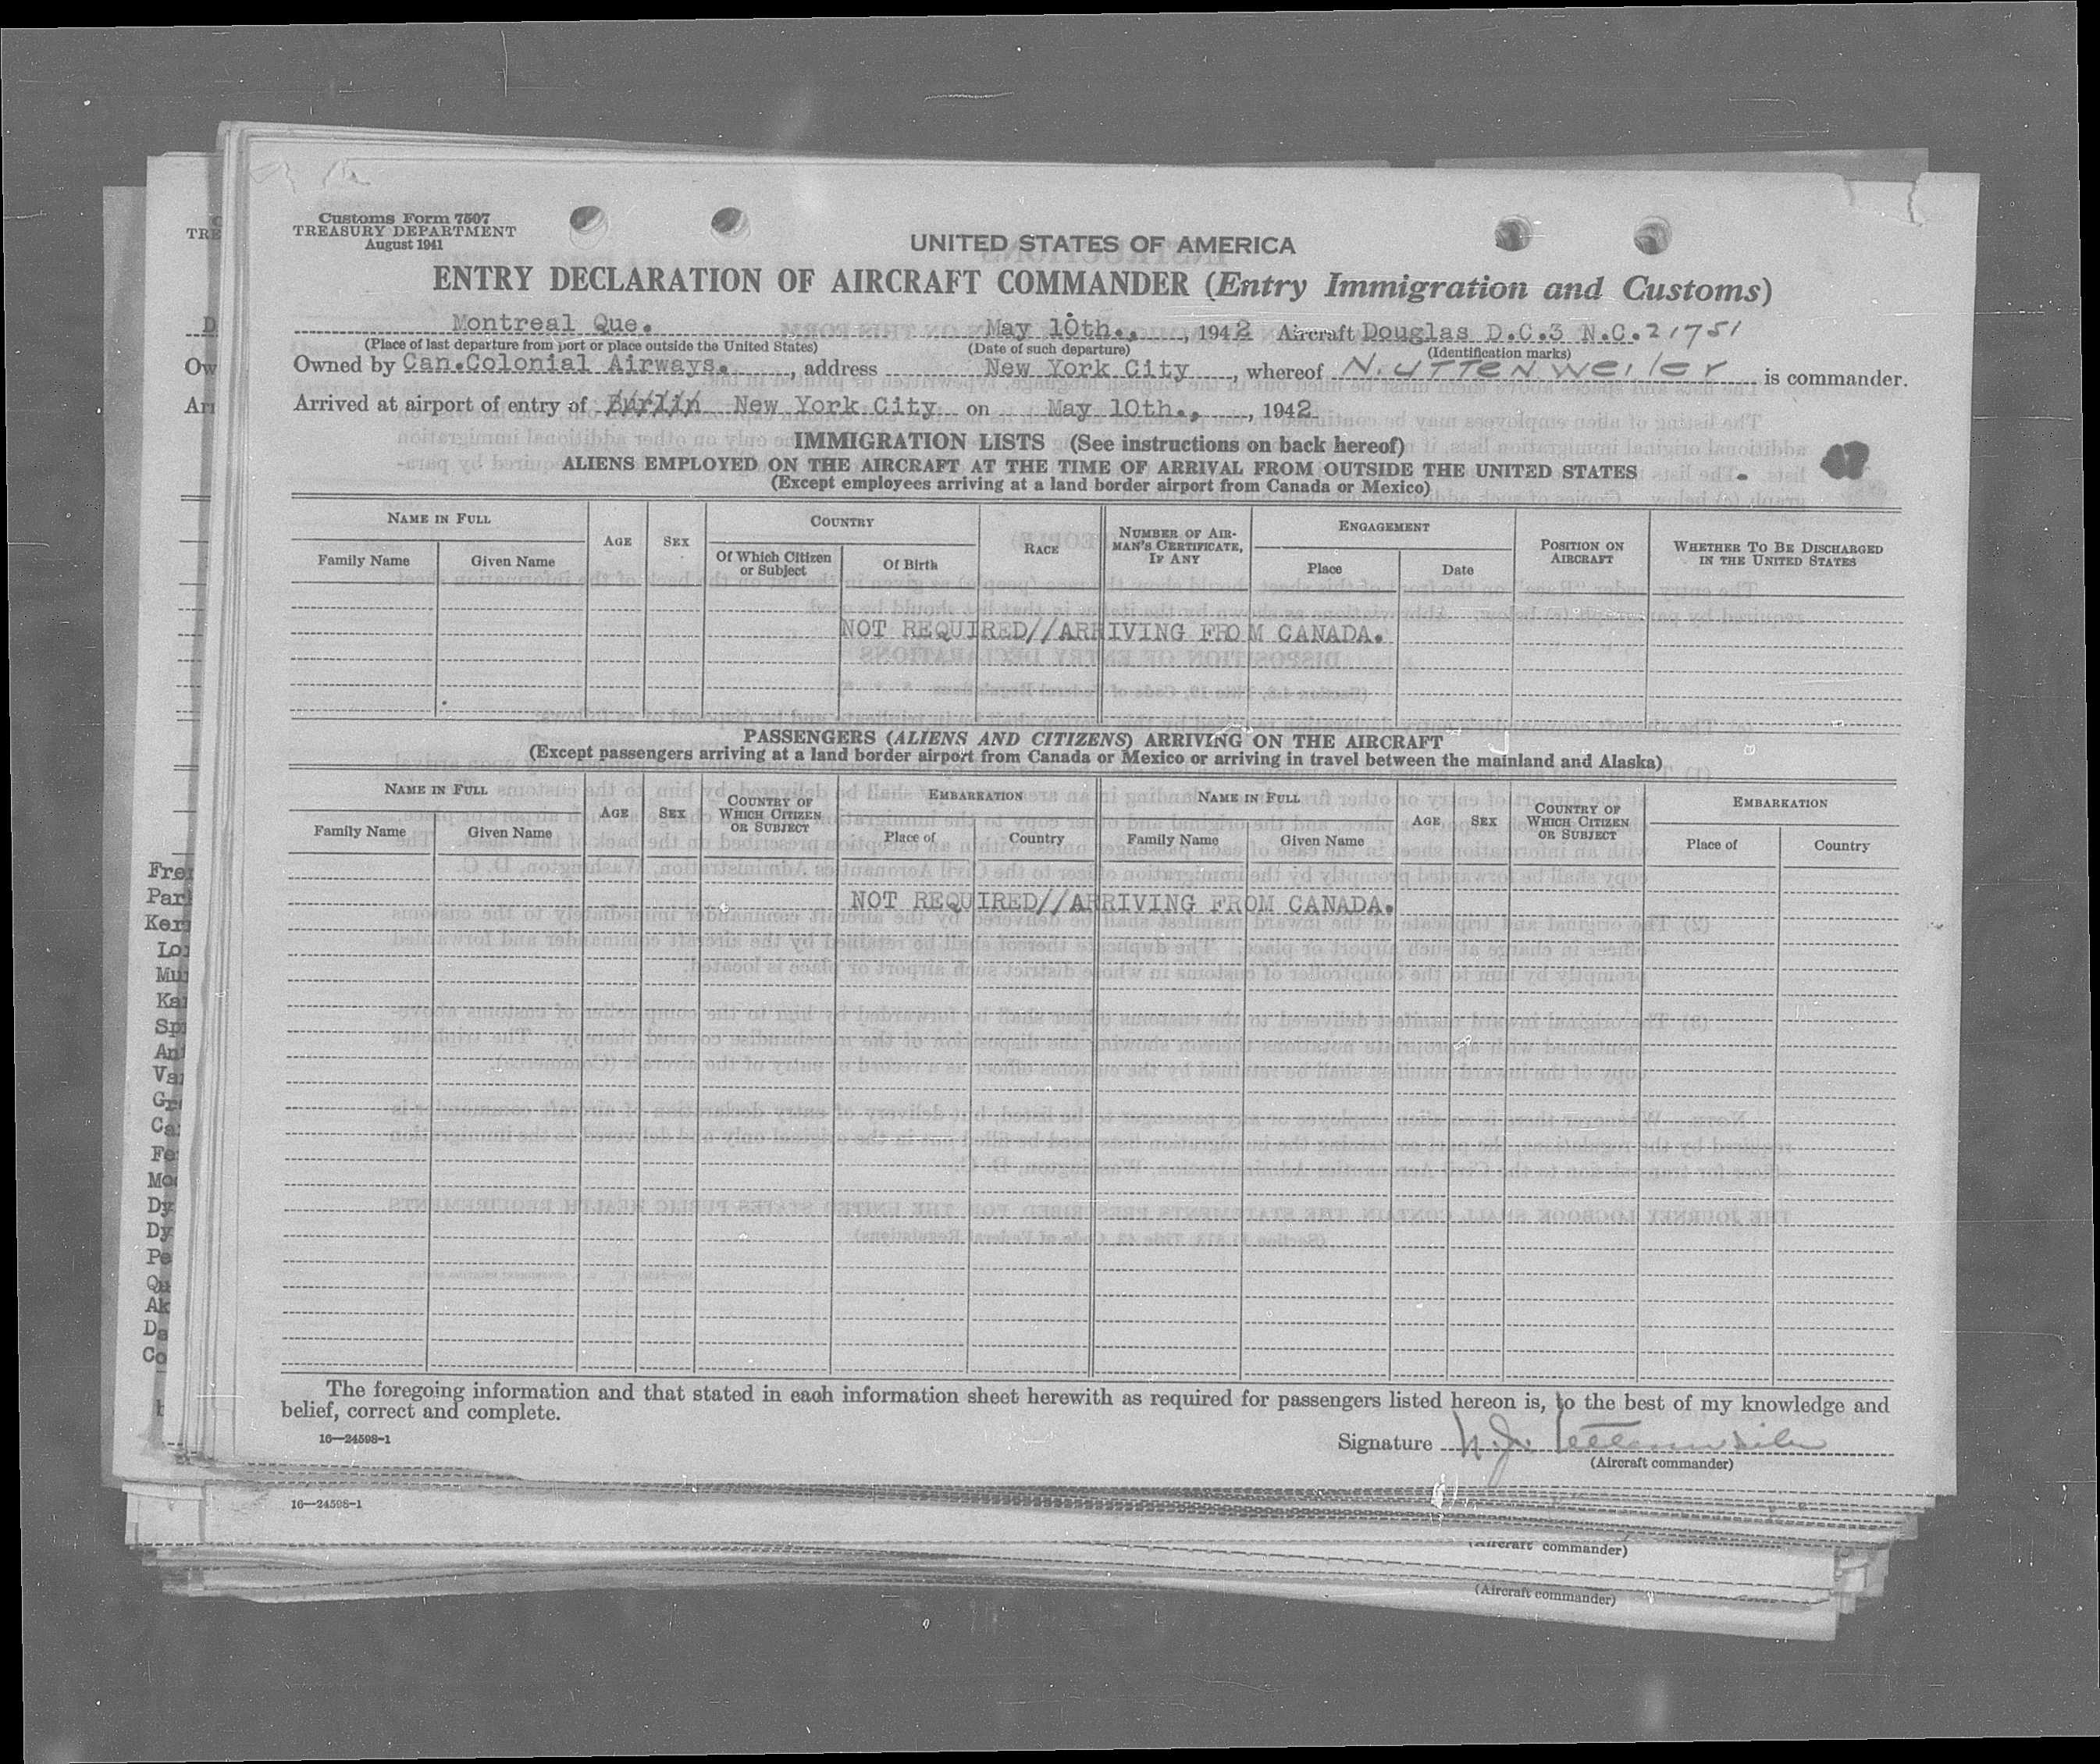 Customs Form 7507
TREASURY DEPARTMENT
August 1941
UNITED STATES OF AMERICA
ENTRY DECLARATION OF AIRCRAFT COMMANDER (Entry Immigration and Customs)
Montreal Que. May 10th., , 1942 Aircraft Douglas D.C.3 N.C.21751
(Place of last departure from port or place outside the United States) (Date of such departure) (Identification marks)
Owned by Can.Colonial Airways. , address New York City , whereof N. UTTENWEILER is commander.
Arrived at airport of entry of Burlin New York City on May 10th., , 1942
IMMIGRATION LISTS (See instructions on back hereof)
ALIENS EMPLOYED ON THE AIRCRAFT AT THE TIME OF ARRIVAL FROM OUTSIDE THE UNITED STATES
(Except employees arriving at a land border airport from Canada or Mexico)
NAME IN FULL AGE SEX COUNTRY RACE NUMBER OF AIRMAN'S CERTIFICATE, IF ANY ENGAGEMENT POSITION ON AIRCRAFT WHETHER TO BE DISCHARGED IN THE UNITED STATES
Family Name Given Name Of Which Citizen or Subject Of Birth Place Date
NOT REQUIRED//ARRIVING FROM CANADA.
PASSENGERS (ALIENS AND CITIZENS) ARRIVING ON THE AIRCRAFT
(Except passengers arriving at a land border airport from Canada or Mexico or arriving in travel between the mainland and Alaska)
NAME IN FULL AGE SEX COUNTRY OF WHICH CITIZEN OR SUBJECT EMBARKATION NAME IN FULL AGE SEX COUNTRY OF WHICH CITIZEN OR SUBJECT EMBARKATION
Family Name Given Name Place of Country Family Name Given Name Place of Country
NOT REQUIRED//ARRIVING FROM CANADA.
The foregoing information and that stated in each information sheet herewith as required for passengers listed hereon is, to the best of my knowledge and
belief, correct and complete.
16—24598-1
Signature N.J. Uttenweiler
(Aircraft commander)
16—24598-1
(Aircraft commander)
(Aircraft commander)